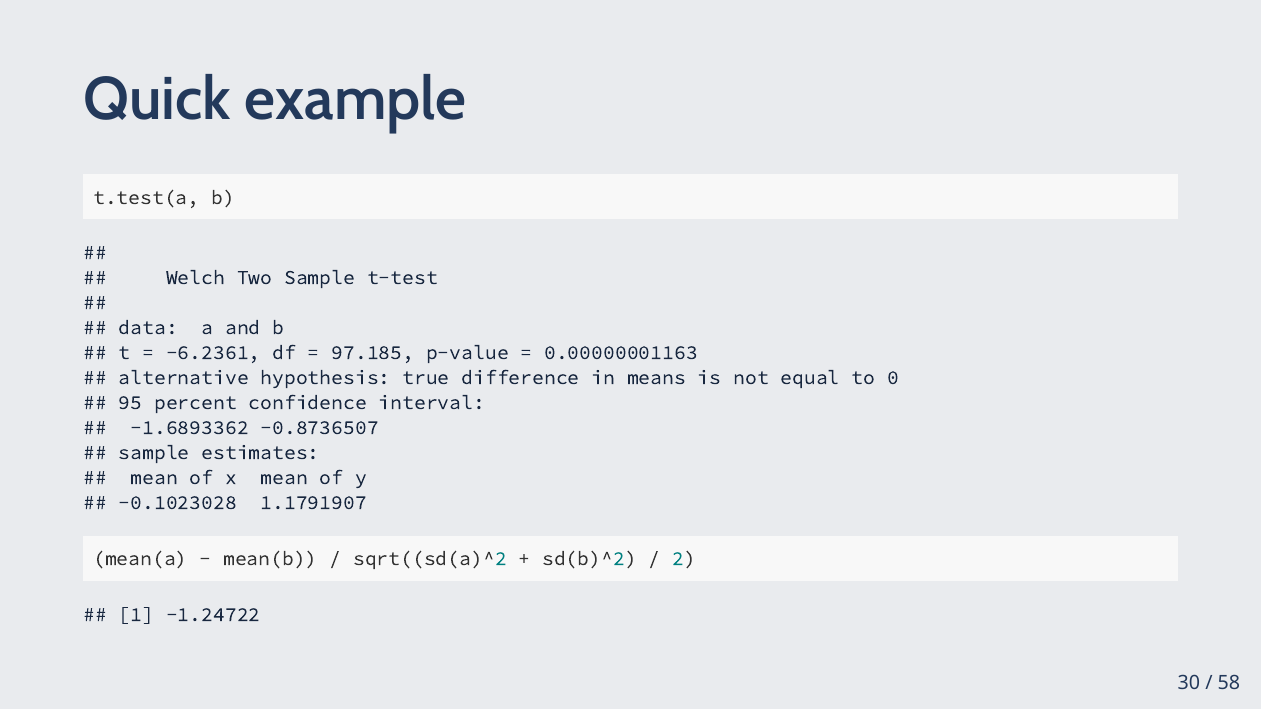 Quick example
t.test(a, b)
##
##     Welch Two Sample t-test
##
## data:  a and b
## t = -6.2361, df = 97.185, p-value = 0.00000001163
## alternative hypothesis: true difference in means is not equal to 0
## 95 percent confidence interval:
##  -1.6893362 -0.8736507
## sample estimates:
##  mean of x  mean of y
## -0.1023028  1.1791907
(mean(a) - mean(b)) / sqrt((sd(a)^2 + sd(b)^2) / 2)
## [1] -1.24722
30 / 58